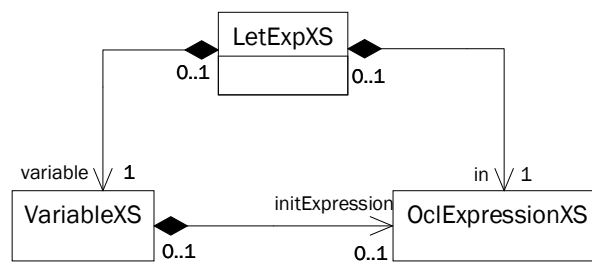 LetExpXS
0..1
0..1
variable
1
in
1
VariableXS
initExpression
OclExpressionXS
0..1
0..1